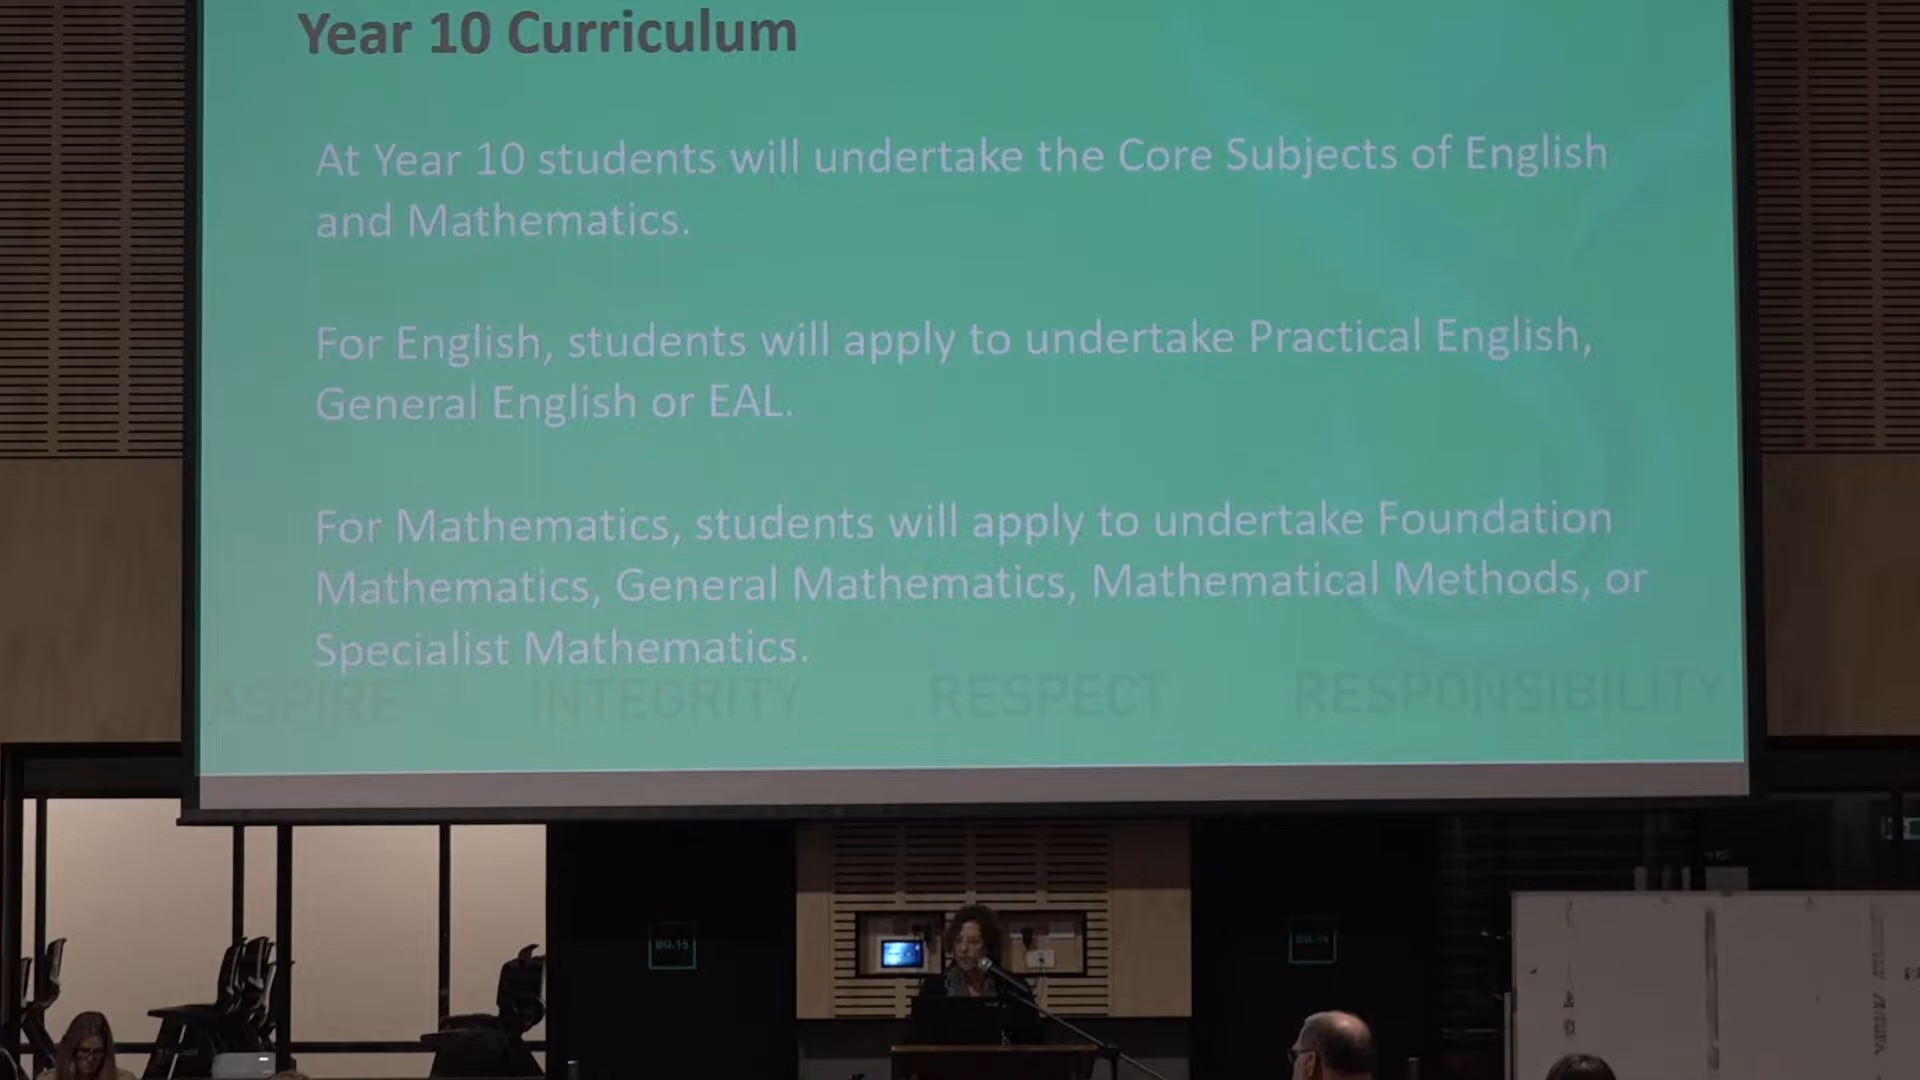 Year 10 Curriculum
At Year 10 students will undertake the Core Subjects of English
and Mathematics.
For English, students will apply to undertake Practical English,
General English or EAL.
For Mathematics, students will apply to undertake Foundation
Mathematics, General Mathematics, Mathematical Methods, or
Specialist Mathematics.
ASPIRE INTEGRITY RESPECT RESPONSIBILITY